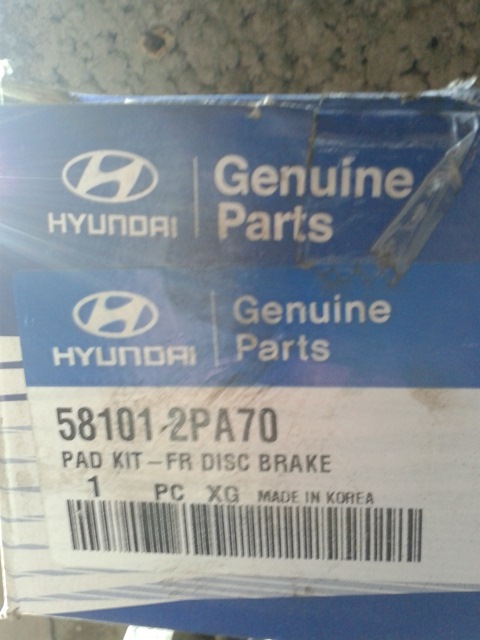 HYUNDAI
Genuine
Parts
HYUNDAI
Genuine
Parts
58101-2PA70
PAD KIT-FR DISC BRAKE
1 PC XG MADE IN KOREA